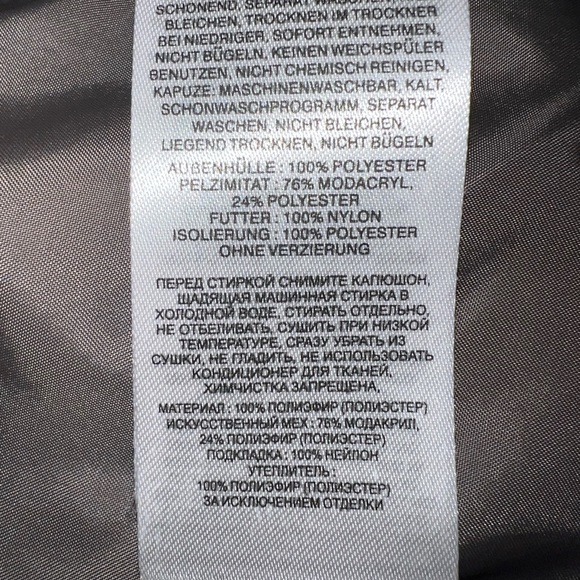 SCHONEND, SEPARAT WASCHEN,
BLEICHEN, TROCKNEN IM TROCKNER
BEI NIEDRIGER, SOFORT ENTNEHMEN,
NICHT BÜGELN, KEINEN WEICHSPÜLER
BENUTZEN, NICHT CHEMISCH REINIGEN,
KAPUZE: MASCHINENWASCHBAR, KALT,
SCHONWASCHPROGRAMM, SEPARAT
WASCHEN, NICHT BLEICHEN,
LIEGEND TROCKNEN, NICHT BÜGELN
AUßENHÜLLE : 100% POLYESTER
PELZIMITAT : 76% MODACRYL,
24% POLYESTER
FUTTER : 100% NYLON
ISOLIERUNG : 100% POLYESTER
OHNE VERZIERUNG
ПЕРЕД СТИРКОЙ СНИМИТЕ КАПЮШОН,
ЩАДЯЩАЯ МАШИННАЯ СТИРКА В
ХОЛОДНОЙ ВОДЕ, СТИРАТЬ ОТДЕЛЬНО,
НЕ ОТБЕЛИВАТЬ, СУШИТЬ ПРИ НИЗКОЙ
ТЕМПЕРАТУРЕ, СРАЗУ УБРАТЬ ИЗ
СУШКИ, НЕ ГЛАДИТЬ, НЕ ИСПОЛЬЗОВАТЬ
КОНДИЦИОНЕР ДЛЯ ТКАНЕЙ.
ХИМЧИСТКА ЗАПРЕЩЕНА,
МАТЕРИАЛ : 100% ПОЛИЭФИР (ПОЛИЭСТЕР)
ИСКУССТВЕННЫЙ МЕХ : 76% МОДАКРИЛ,
24% ПОЛИЭФИР (ПОЛИЭСТЕР)
ПОДКЛАДКА : 100% НЕЙЛОН
УТЕПЛИТЕЛЬ :
100% ПОЛИЭФИР (ПОЛИЭСТЕР)
ЗА ИСКЛЮЧЕНИЕМ ОТДЕЛКИ